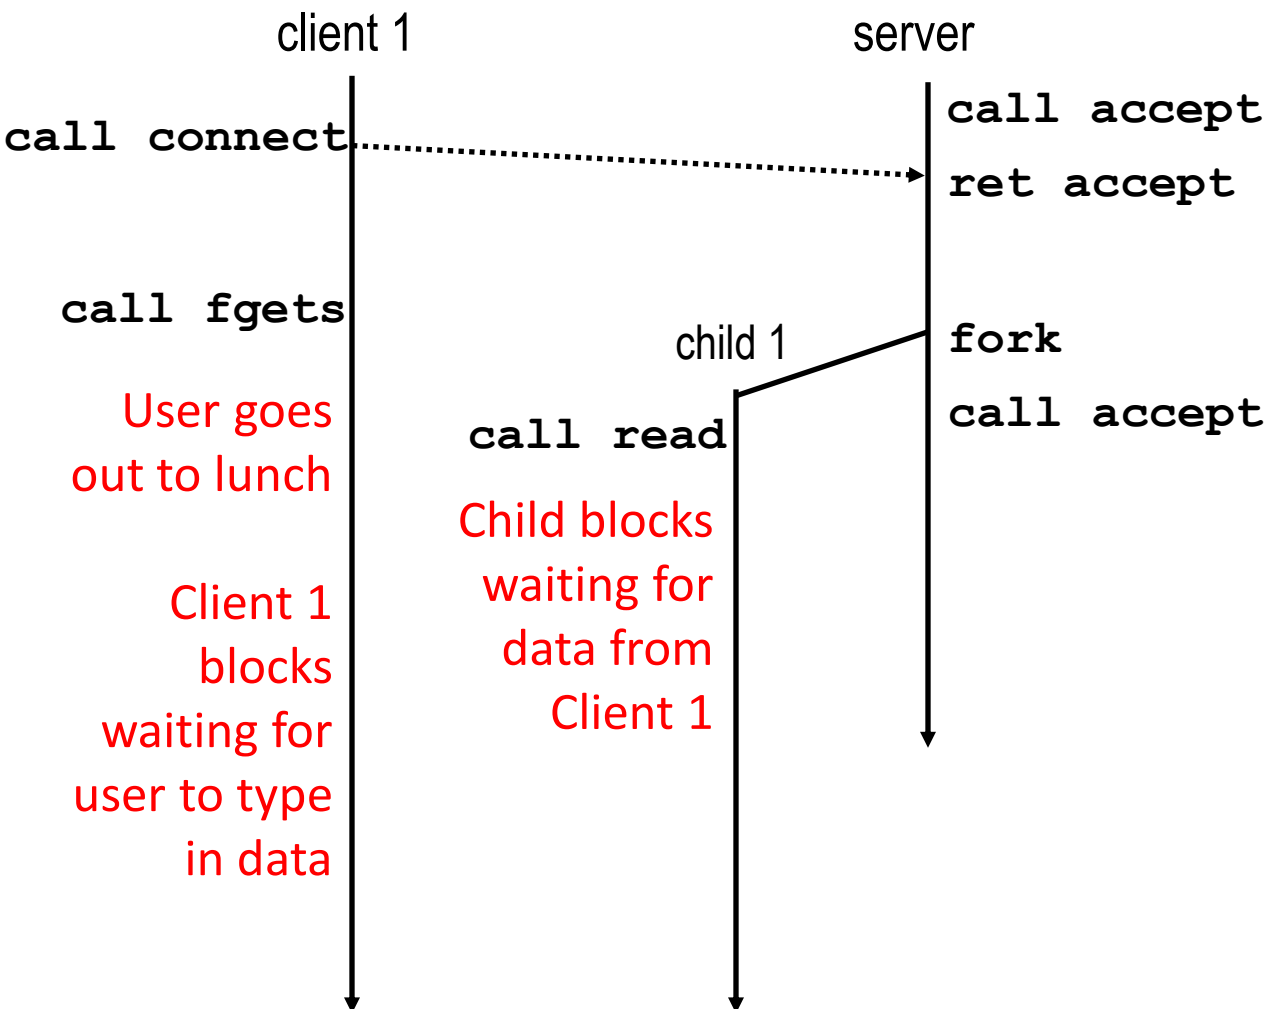 client 1
server
call connect
call accept
ret accept
call fgets
child 1
fork
call accept
call read
User goes
out to lunch
Client 1
blocks
waiting for
user to type
in data
Child blocks
waiting for
data from
Client 1